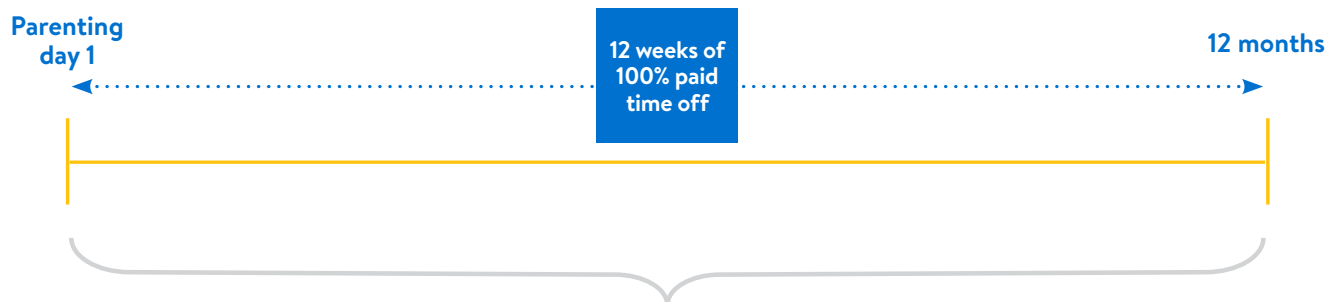 Parenting
day 1
12 weeks of
100% paid
time off
12 months